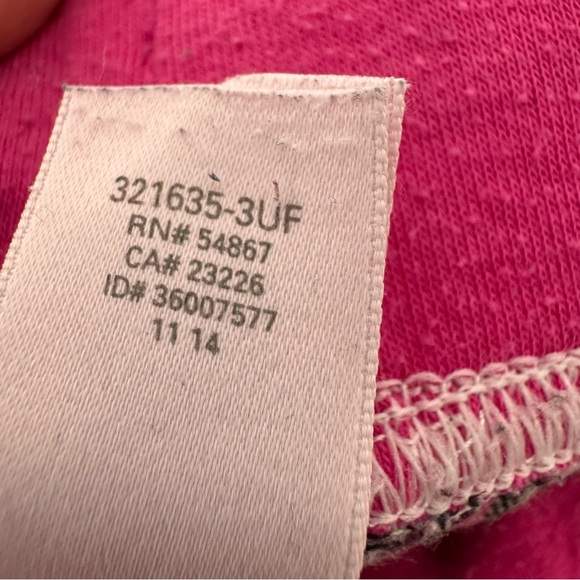 321635-3UF
RN# 54867
CA# 23226
ID# 36007577
11 14